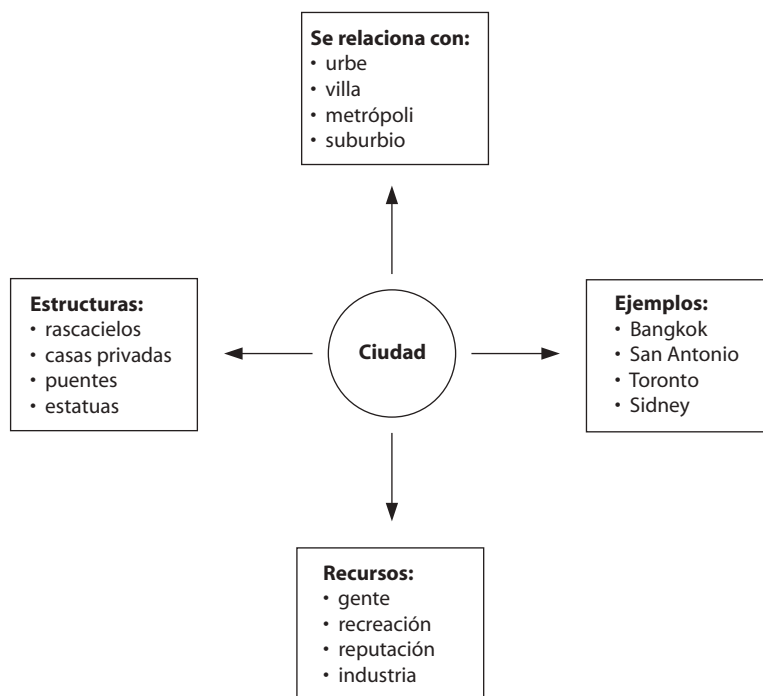 Se relaciona con:
• urbe
• villa
• metrópoli
• suburbio
Estructuras:
• rascacielos
• casas privadas
• puentes
• estatuas
Ciudad
Ejemplos:
• Bangkok
• San Antonio
• Toronto
• Sidney
Recursos:
• gente
• recreación
• reputación
• industria